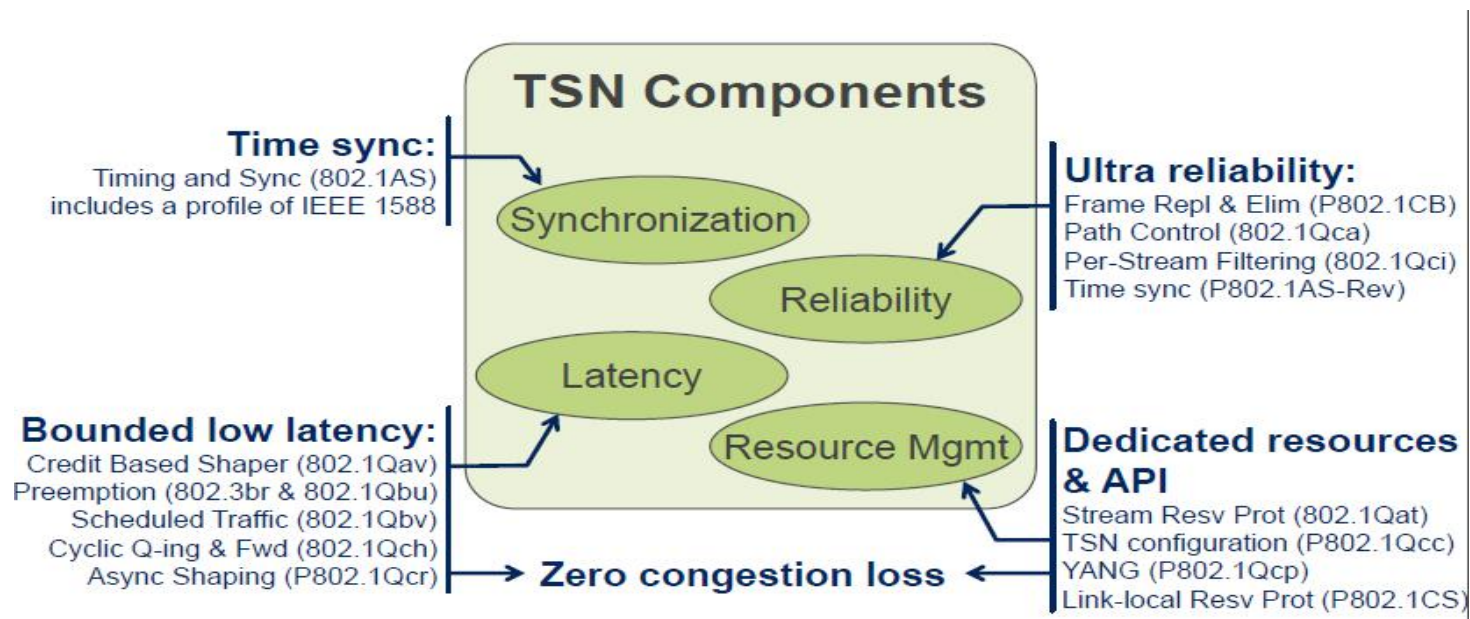 TSN Components
Time sync:
Timing and Sync (802.1AS)
includes a profile of IEEE 1588
Synchronization
Ultra reliability:
Frame Repl & Elim (P802.1CB)
Path Control (802.1Qca)
Per-Stream Filtering (802.1Qci)
Time sync (P802.1AS-Rev)
Reliability
Latency
Bounded low latency:
Credit Based Shaper (802.1Qav)
Preemption (802.3br & 802.1Qbu)
Scheduled Traffic (802.1Qbv)
Cyclic Q-ing & Fwd (802.1Qch)
Async Shaping (P802.1Qcr)
Resource Mgmt
Dedicated resources
& API
Stream Resv Prot (802.1Qat)
TSN configuration (P802.1Qcc)
YANG (P802.1Qcp)
Link-local Resv Prot (P802.1CS)
Zero congestion loss